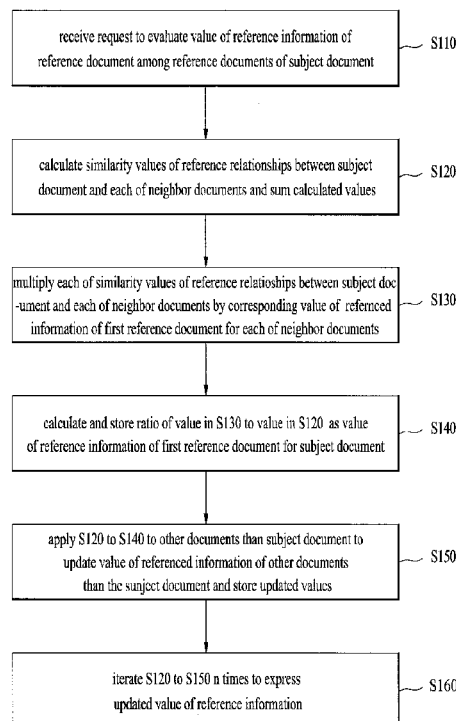 receive request to evaluate value of reference information of
reference document among reference documents of subject document
S110
calculate similarity values of reference relationships between subject
document and each of neighbor documents and sum calculated values
S120
multiply each of similarity values of reference relatioships between subject doc
-ument and each of neighbor documents by corresponding value of refernced
information of first reference document for each of neighbor documents
S130
calculate and store ratio of value in S130 to value in S120 as value
of reference information of first reference document for subject document
S140
apply S120 to S140 to other documents than subject document to
update value of referenced information of other documents
than the sunject document and store updated values
S150
iterate S120 to S150 n times to express
updated value of reference information
S160